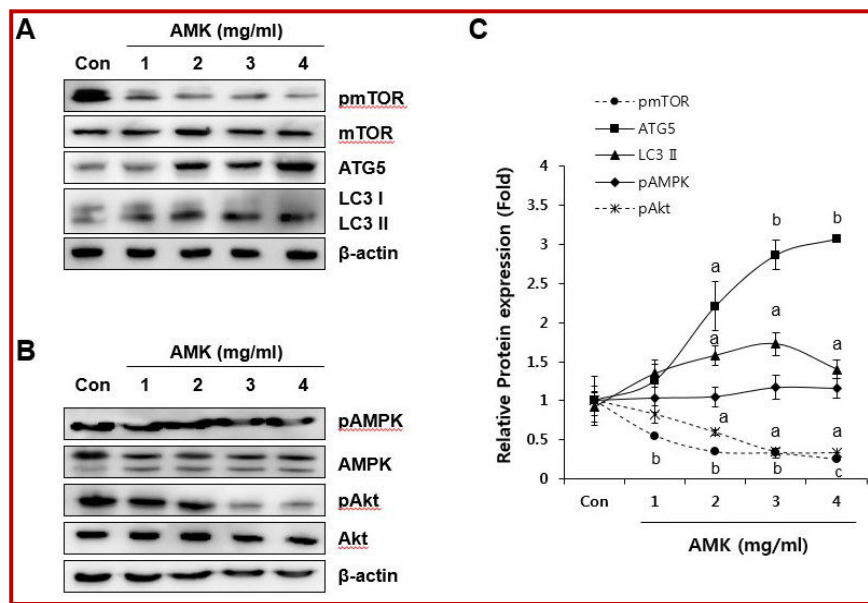 A
AMK (mg/ml)
Con 1 2 3 4
pmTOR
mTOR
ATG5
LC3 I
LC3 II
β-actin
B
AMK (mg/ml)
Con 1 2 3 4
pAMPK
AMPK
pAkt
Akt
β-actin
C
pmTOR
ATG5
LC3 Ⅱ
pAMPK
pAkt
Relative Protein expression (Fold)
4
3.5
3
2.5
2
1.5
1
0.5
0
b b
a
a
a a
a a a
b b b c
Con 1 2 3 4
AMK (mg/ml)